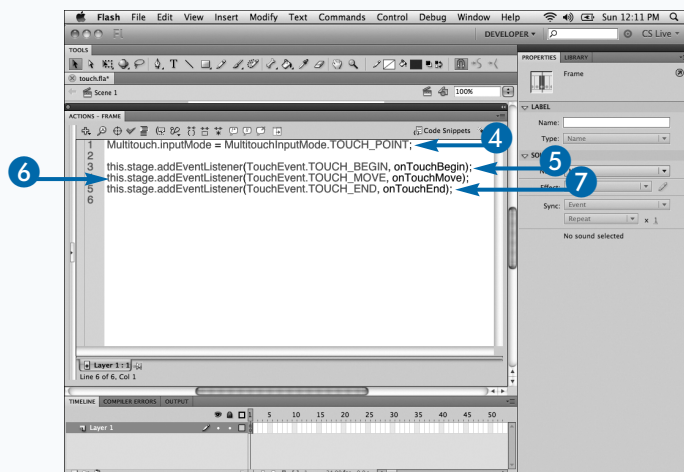 Flash File Edit View Insert Modify Text Commands Control Debug Window Help Sun 12:11 PM
DEVELOPER CS Live
TOOLS
touch.fla*
Scene 1 100%
ACTIONS - FRAME
Code Snippets
1 Multitouch.inputMode = MultitouchInputMode.TOUCH_POINT; 4
2
3 this.stage.addEventListener(TouchEvent.TOUCH_BEGIN, onTouchBegin); 5
6 4 this.stage.addEventListener(TouchEvent.TOUCH_MOVE, onTouchMove);
5 this.stage.addEventListener(TouchEvent.TOUCH_END, onTouchEnd); 7
6
Layer 1 : 1
Line 6 of 6, Col 1
TIMELINE COMPILER ERRORS OUTPUT
1 5 10 15 20 25 30 35 40 45 50
Layer 1
PROPERTIES LIBRARY
Frame
LABEL
Name:
Type: Name
Effect:
Sync: Event
Repeat x 1
No sound selected